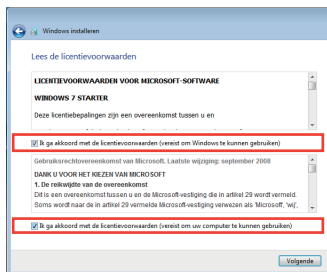 Windows installeren
Lees de licentievoorwaarden
LICENTIEVOORWAARDEN VOOR MICROSOFT-SOFTWARE
WINDOWS 7 STARTER
Deze licentiebepalingen zijn een overeenkomst tussen u en
Ik ga akkoord met de licentievoorwaarden (vereist om Windows te kunnen gebruiken)
Gebruiksrechtovereenkomst van Microsoft. Laatste wijziging: september 2008
DANK U VOOR HET KIEZEN VAN MICROSOFT
1. De reikwijdte van de overeenkomst
Dit is een overeenkomst tussen u en de Microsoft-vestiging die in artikel 29 wordt vermeld.
Soms wordt naar de in artikel 29 vermelde Microsoft-vestiging verwezen als 'Microsoft', 'wij',
Ik ga akkoord met de licentievoorwaarden (vereist om uw computer te kunnen gebruiken)
Volgende